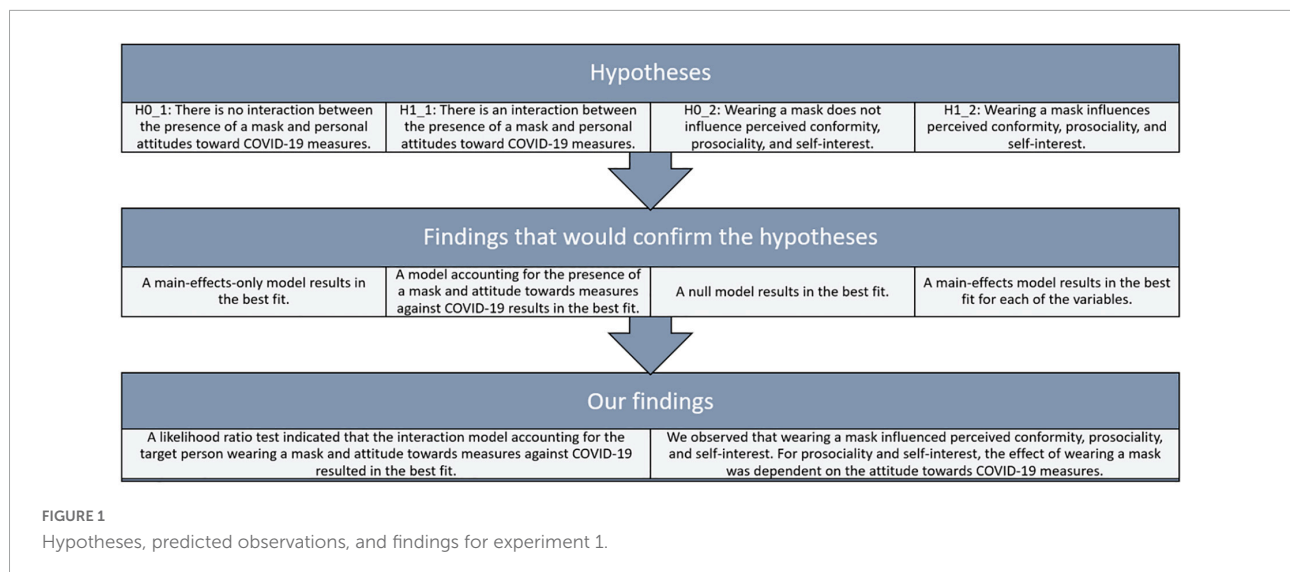 Hypotheses
H0_1: There is no interaction between
the presence of a mask and personal
attitudes toward COVID-19 measures.
H1_1: There is an interaction between
the presence of a mask and personal
attitudes toward COVID-19 measures.
H0_2: Wearing a mask does not
influence perceived conformity,
prosociality, and self-interest.
H1_2: Wearing a mask influences
perceived conformity, prosociality, and
self-interest.
Findings that would confirm the hypotheses
A main-effects-only model results in
the best fit.
A model accounting for the presence of
a mask and attitude towards measures
against COVID-19 results in the best fit.
A null model results in the best fit.
A main-effects model results in the best
fit for each of the variables.
Our findings
A likelihood ratio test indicated that the interaction model accounting for the
target person wearing a mask and attitude towards measures against COVID-19
resulted in the best fit.
We observed that wearing a mask influenced perceived conformity, prosociality,
and self-interest. For prosociality and self-interest, the effect of wearing a mask
was dependent on the attitude towards COVID-19 measures.
FIGURE 1
Hypotheses, predicted observations, and findings for experiment 1.